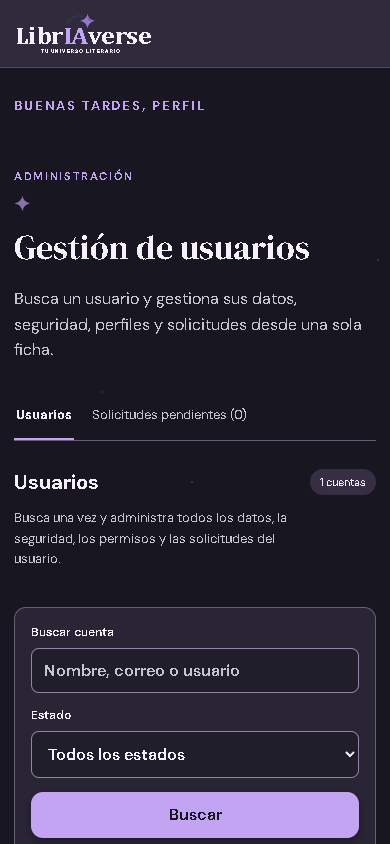 LibrIAverse
TU UNIVERSO LITERARIO
BUENAS TARDES, PERFIL
ADMINISTRACIÓN
Gestión de usuarios
Busca un usuario y gestiona sus datos,
seguridad, perfiles y solicitudes desde una sola
ficha.
Usuarios Solicitudes pendientes (0)
Usuarios 1 cuentas
Busca una vez y administra todos los datos, la
seguridad, los permisos y las solicitudes del
usuario.
Buscar cuenta
Nombre, correo o usuario
Estado
Todos los estados
Buscar